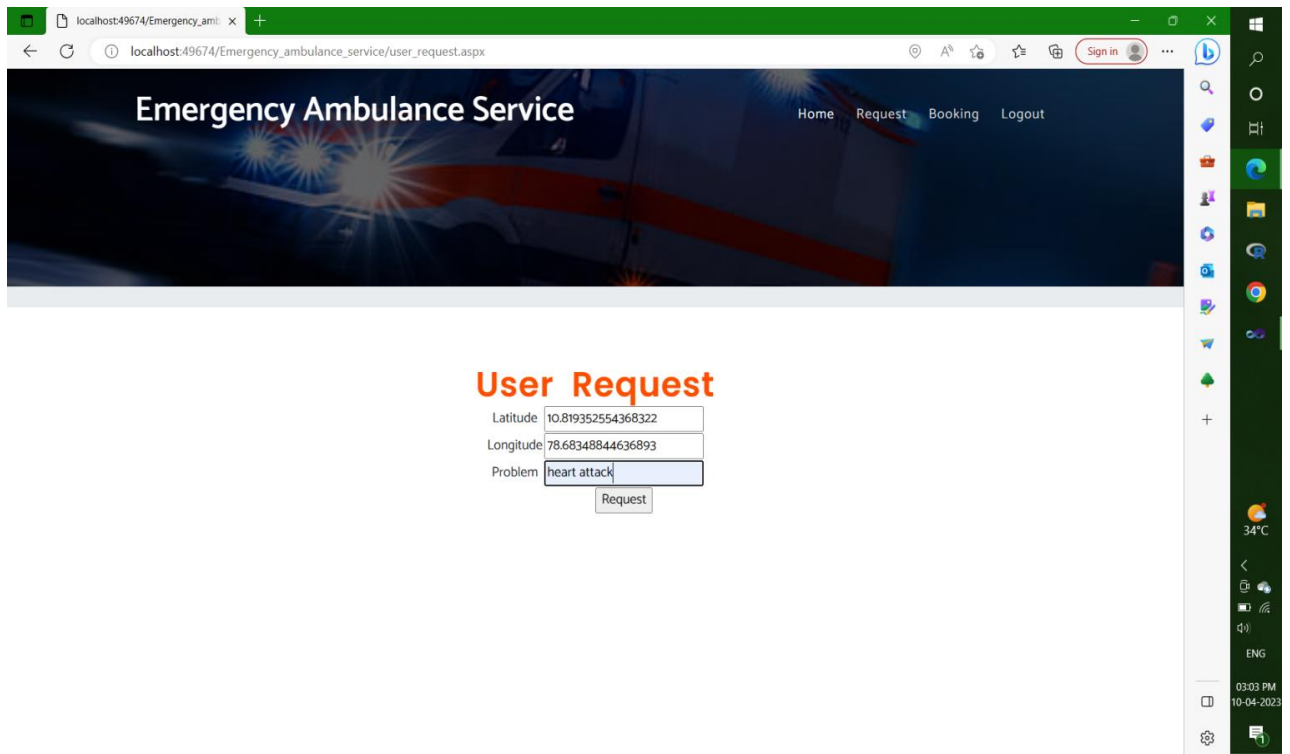 localhost:49674/Emergency_amb
localhost:49674/Emergency_ambulance_service/user_request.aspx
Sign in
Emergency Ambulance Service
Home Request Booking Logout
User Request
Latitude 10.819352554368322
Longitude 78.68348844636893
Problem heart attack
Request
34°C
ENG
03:03 PM
10-04-2023
1